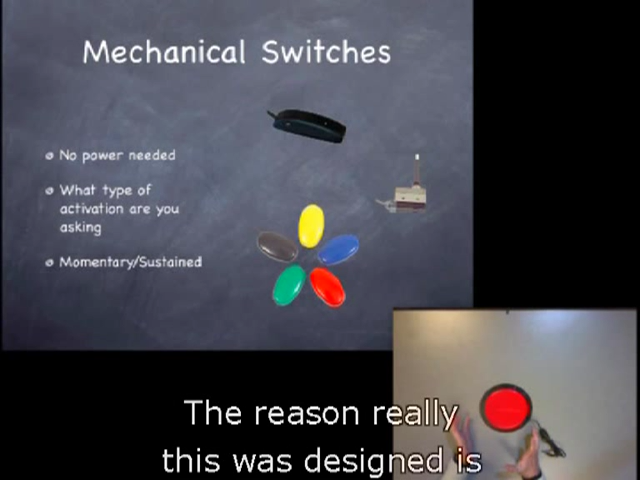 Mechanical Switches
No power needed
What type of
activation are you
asking
Momentary/Sustained
The reason really
this was designed is